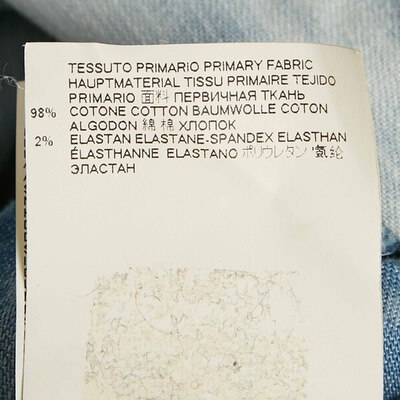 TESSUTO PRIMARIO PRIMARY FABRIC
HAUPTMATERIAL TISSU PRIMAIRE TEJIDO
PRIMARIO 面料 ПЕРВИЧНАЯ ТКАНЬ
98% COTONE COTTON BAUMWOLLE COTON
ALGODON 綿 棉 ХЛОПОК
2% ELASTAN ELASTANE-SPANDEX ELASTHAN
ÉLASTHANNE ELASTANO ポリウレタン 氨纶
ЭЛАСТАН